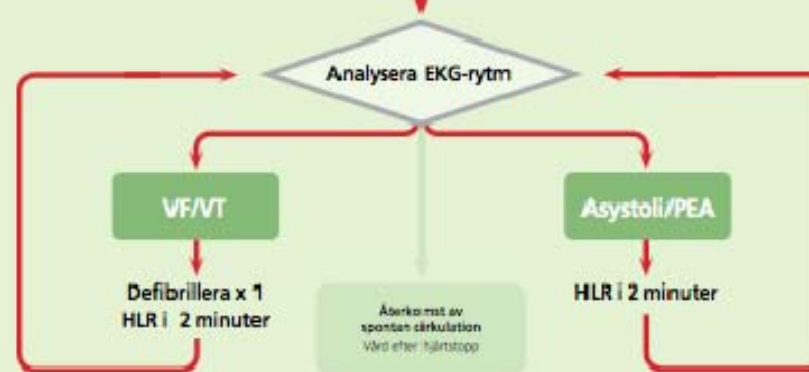 Analysera EKG-rytm
VF/VT
Asystoli/PEA
Defibrillera x 1
HLR i 2 minuter
HLR i 2 minuter
Återkomst av
spontan cirkulation
Vård efter hjärtstopp